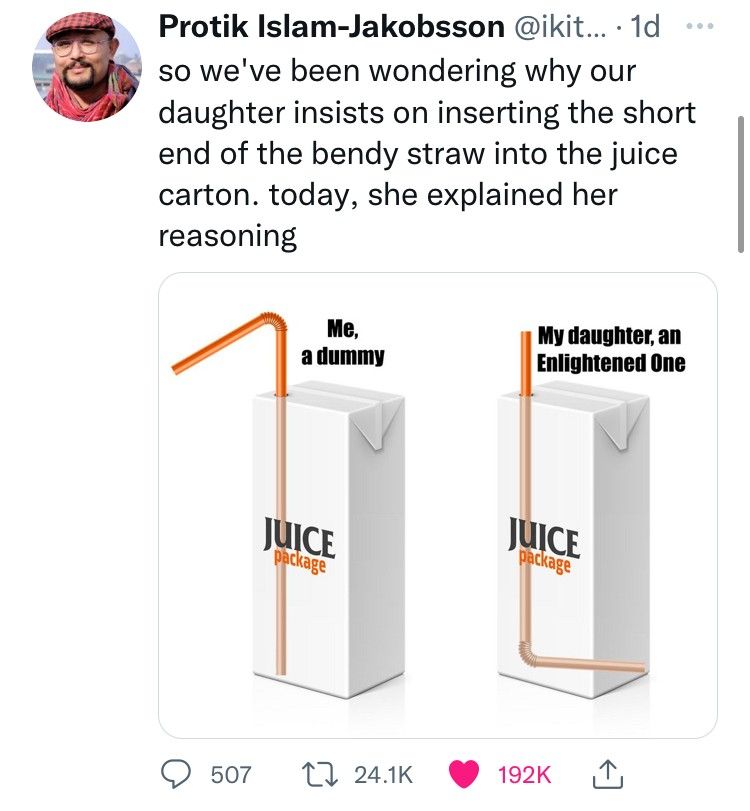 Protik Islam-Jakobsson @ikit... · 1d
so we've been wondering why our
daughter insists on inserting the short
end of the bendy straw into the juice
carton. today, she explained her
reasoning
Me,
a dummy
My daughter, an
Enlightened One
JUICE
package
JUICE
package
507 24.1K 192K